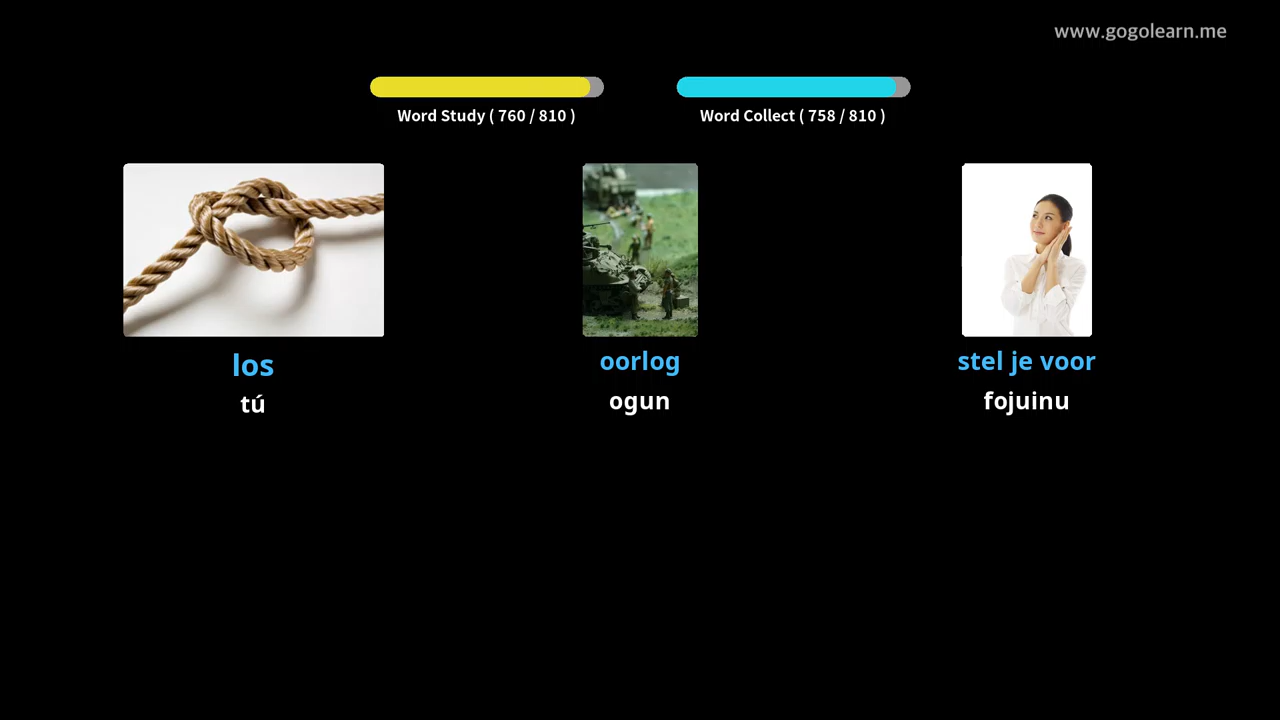 www.gogolearn.me
Word Study ( 760 / 810 )
Word Collect ( 758 / 810 )
los
tú
oorlog
ogun
stel je voor
fojuinu